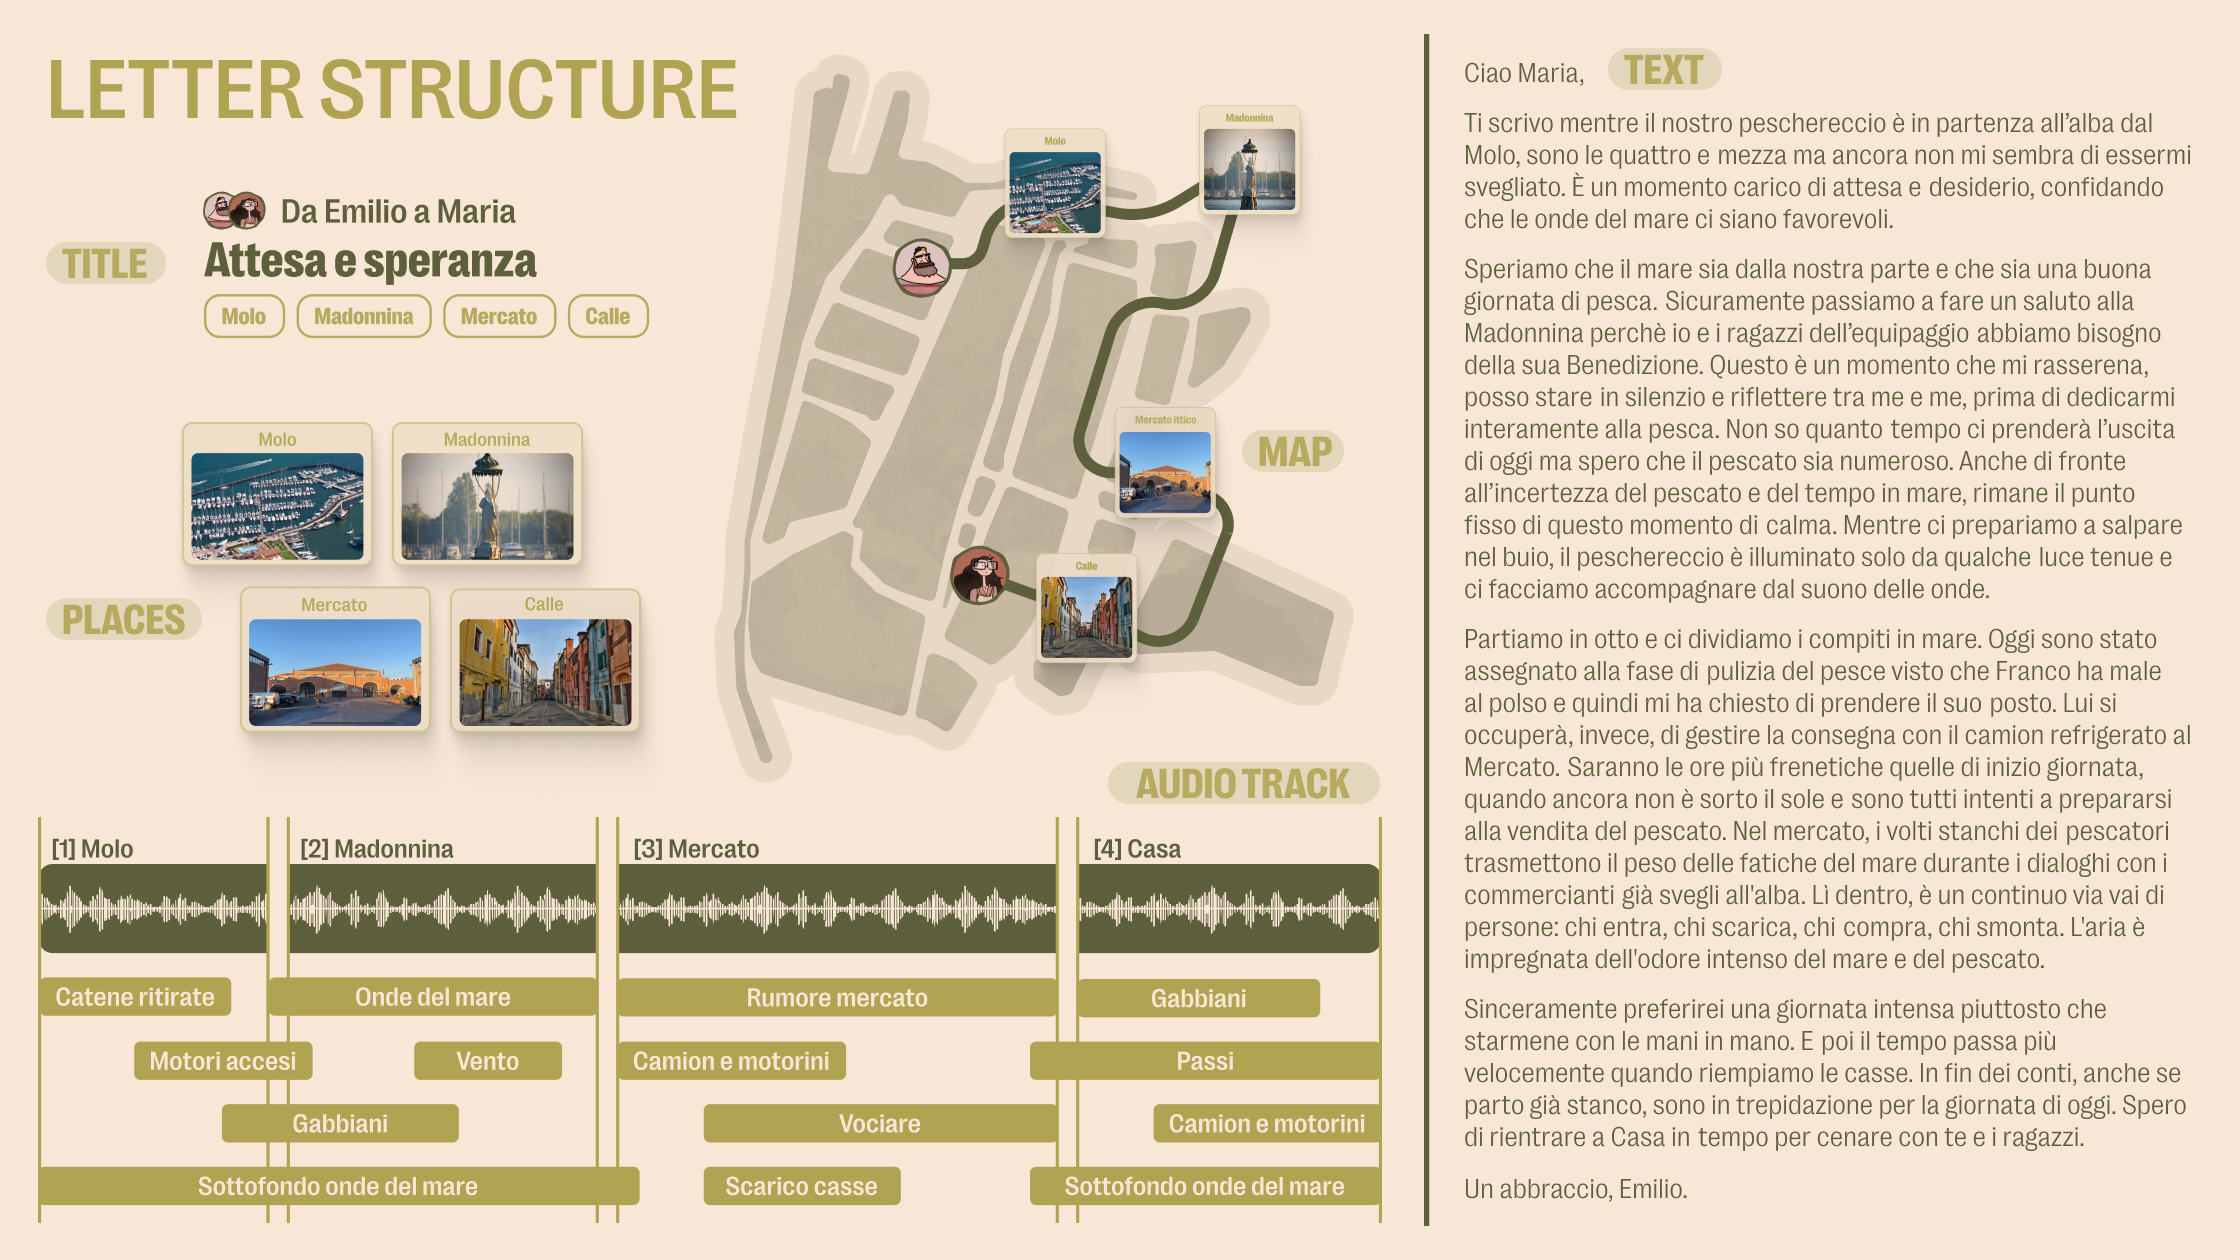 LETTER STRUCTURE
Da Emilio a Maria
TITLE
Attesa e speranza
Molo
Madonnina
Mercato
Calle
PLACES
Molo
Madonnina
Mercato
Calle
MAP
Molo
Madonnina
Mercato ittico
Calle
AUDIO TRACK
[1] Molo
[2] Madonnina
[3] Mercato
[4] Casa
Catene ritirate
Onde del mare
Rumore mercato
Gabbiani
Motori accesi
Vento
Camion e motorini
Passi
Gabbiani
Vociare
Camion e motorini
Sottofondo onde del mare
Scarico casse
Sottofondo onde del mare
Ciao Maria,
TEXT
Ti scrivo mentre il nostro peschereccio è in partenza all’alba dal
Molo, sono le quattro e mezza ma ancora non mi sembra di essermi
svegliato. È un momento carico di attesa e desiderio, confidando
che le onde del mare ci siano favorevoli.
Speriamo che il mare sia dalla nostra parte e che sia una buona
giornata di pesca. Sicuramente passiamo a fare un saluto alla
Madonnina perchè io e i ragazzi dell’equipaggio abbiamo bisogno
della sua Benedizione. Questo è un momento che mi rasserena,
posso stare in silenzio e riflettere tra me e me, prima di dedicarmi
interamente alla pesca. Non so quanto tempo ci prenderà l’uscita
di oggi ma spero che il pescato sia numeroso. Anche di fronte
all’incertezza del pescato e del tempo in mare, rimane il punto
fisso di questo momento di calma. Mentre ci prepariamo a salpare
nel buio, il peschereccio è illuminato solo da qualche luce tenue e
ci facciamo accompagnare dal suono delle onde.
Partiamo in otto e ci dividiamo i compiti in mare. Oggi sono stato
assegnato alla fase di pulizia del pesce visto che Franco ha male
al polso e quindi mi ha chiesto di prendere il suo posto. Lui si
occuperà, invece, di gestire la consegna con il camion refrigerato al
Mercato. Saranno le ore più frenetiche quelle di inizio giornata,
quando ancora non è sorto il sole e sono tutti intenti a prepararsi
alla vendita del pescato. Nel mercato, i volti stanchi dei pescatori
trasmettono il peso delle fatiche del mare durante i dialoghi con i
commercianti già svegli all'alba. Lì dentro, è un continuo via vai di
persone: chi entra, chi scarica, chi compra, chi smonta. L'aria è
impregnata dell'odore intenso del mare e del pescato.
Sinceramente preferirei una giornata intensa piuttosto che
starmene con le mani in mano. E poi il tempo passa più
velocemente quando riempiamo le casse. In fin dei conti, anche se
parto già stanco, sono in trepidazione per la giornata di oggi. Spero
di rientrare a Casa in tempo per cenare con te e i ragazzi.
Un abbraccio, Emilio.